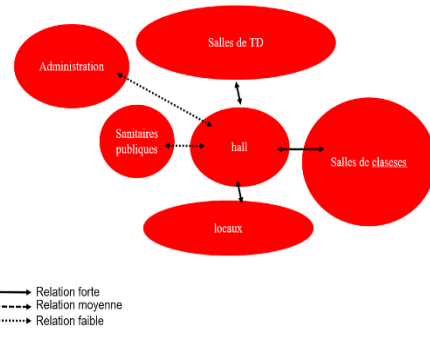 Salles de TD
Administration
Sanitaires
publiques
hall
Salles de claseses
locaux
Relation forte
Relation moyenne
Relation faible